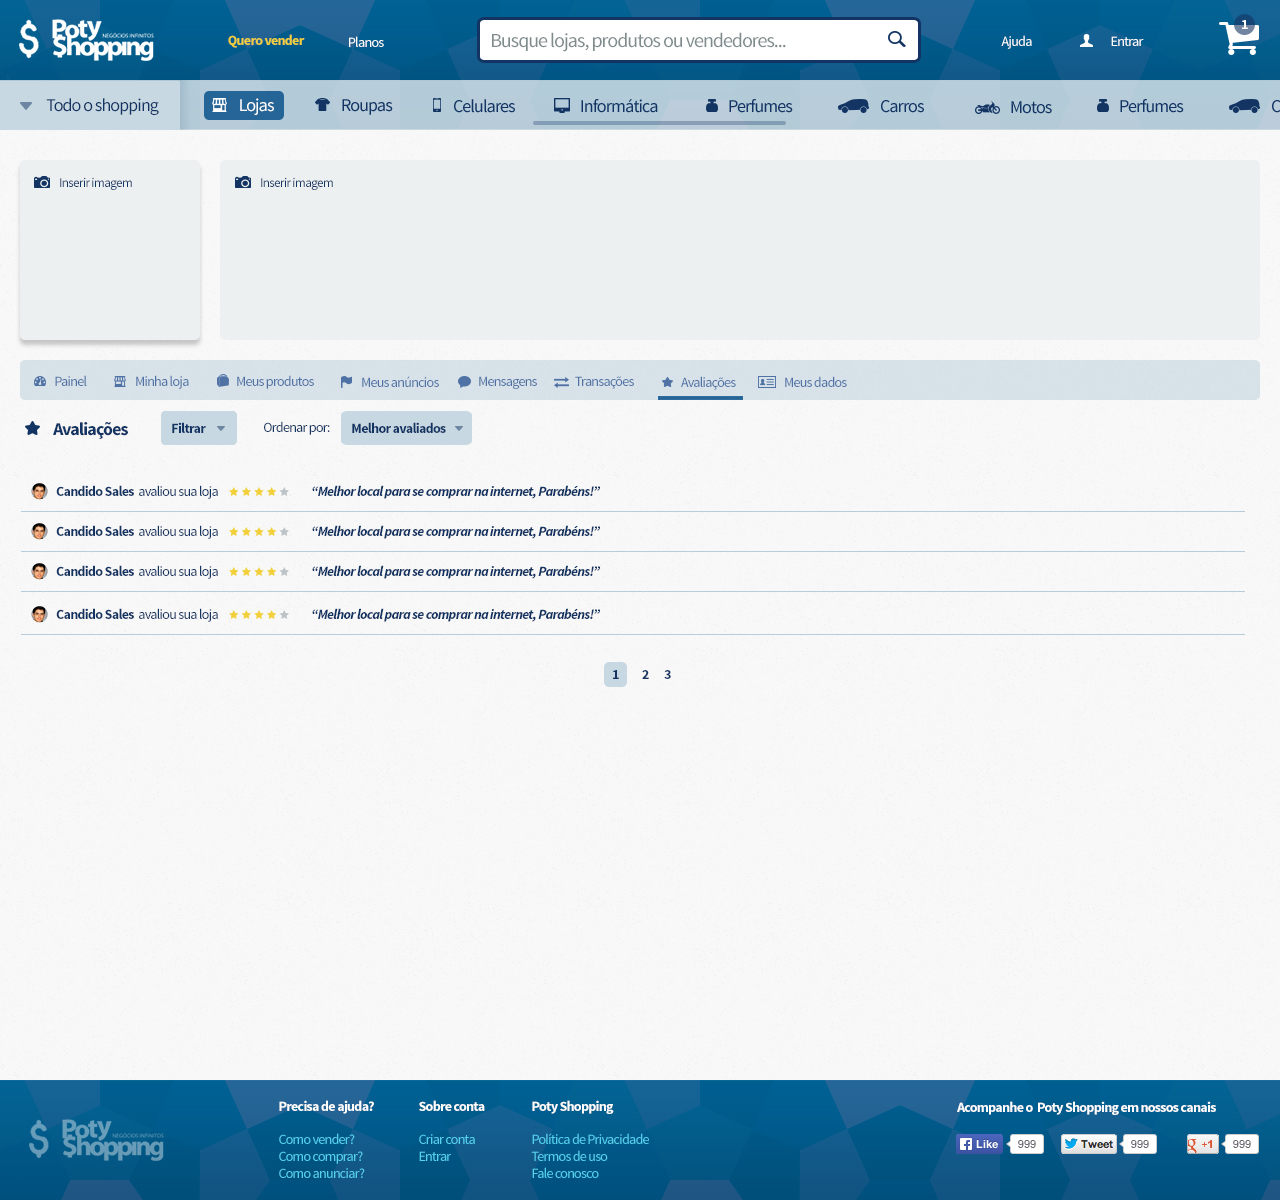 $ Poty Shopping NEGÓCIOS INFINITOS
Quero vender Planos Busque lojas, produtos ou vendedores... Ajuda Entrar 1
Todo o shopping Lojas Roupas Celulares Informática Perfumes Carros Motos Perfumes C
Inserir imagem Inserir imagem
Painel Minha loja Meus produtos Meus anúncios Mensagens Transações Avaliações Meus dados
Avaliações Filtrar Ordenar por: Melhor avaliados
Candido Sales avaliou sua loja “Melhor local para se comprar na internet, Parabéns!”
Candido Sales avaliou sua loja “Melhor local para se comprar na internet, Parabéns!”
Candido Sales avaliou sua loja “Melhor local para se comprar na internet, Parabéns!”
Candido Sales avaliou sua loja “Melhor local para se comprar na internet, Parabéns!”
1 2 3
$ Poty Shopping NEGÓCIOS INFINITOS
Precisa de ajuda?
Como vender?
Como comprar?
Como anunciar?
Sobre conta
Criar conta
Entrar
Poty Shopping
Política de Privacidade
Termos de uso
Fale conosco
Acompanhe o Poty Shopping em nossos canais
Like 999 Tweet 999 g +1 999